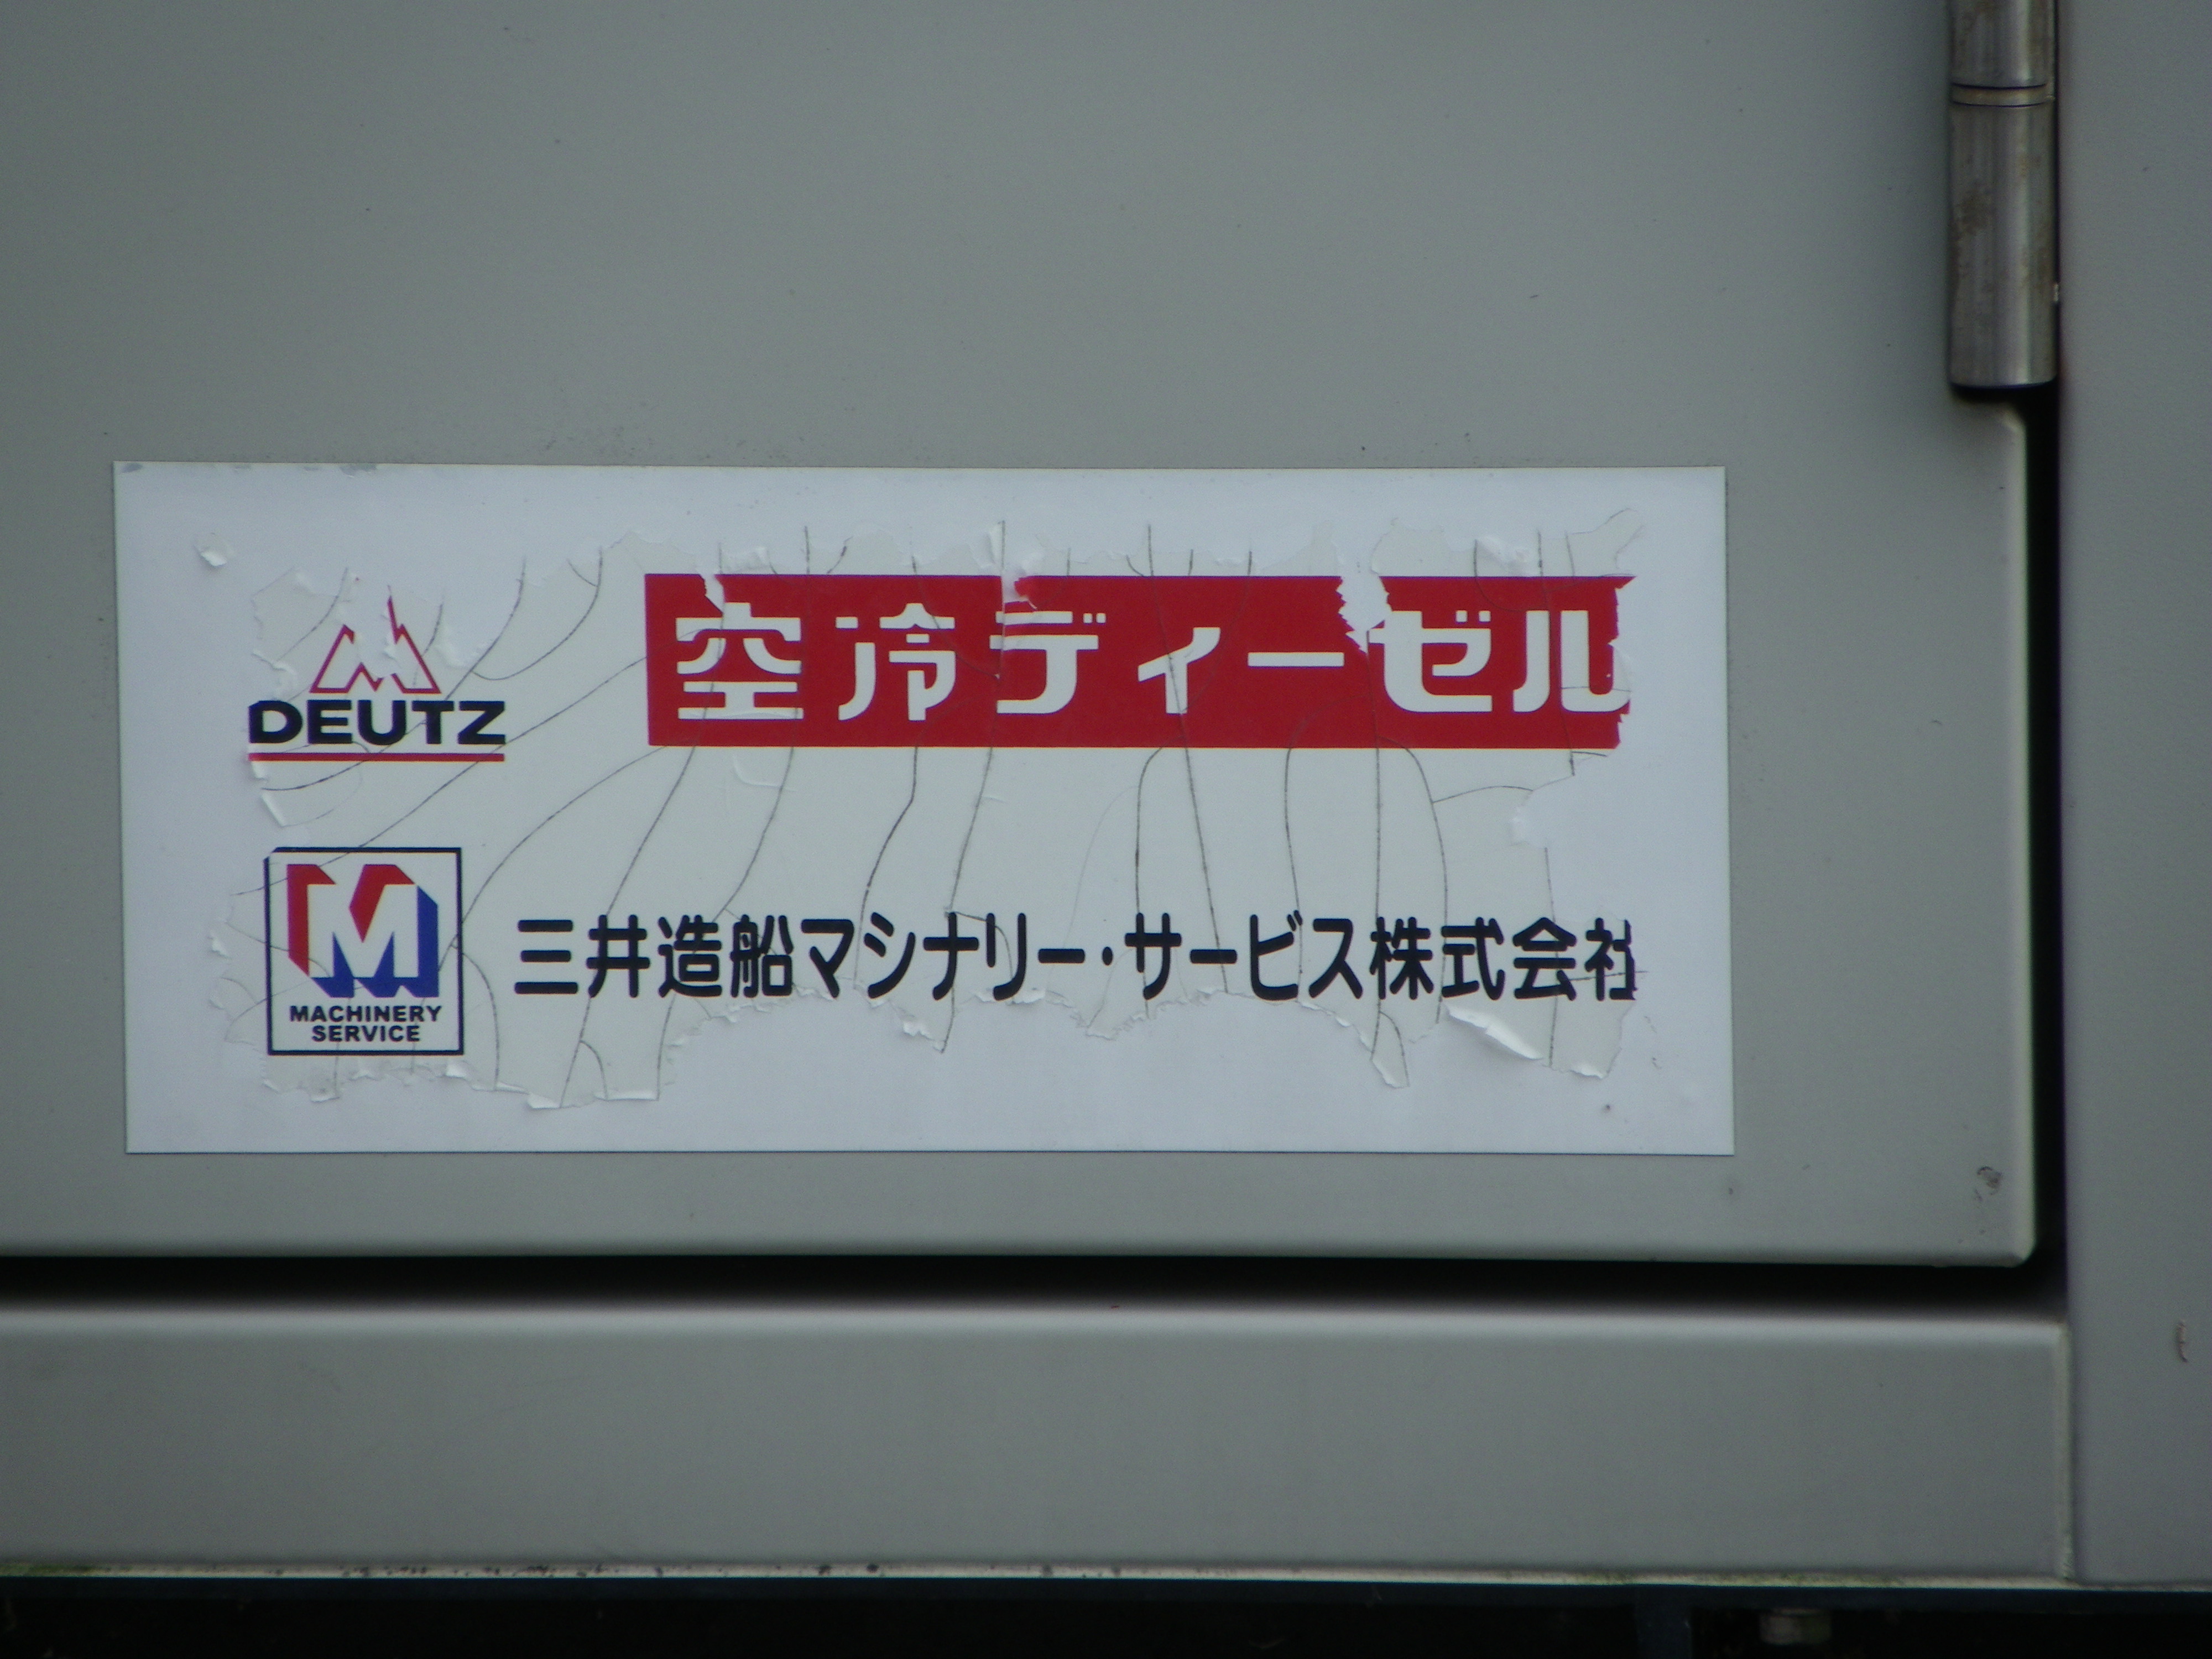 DEUTZ
空冷ディーゼル
M
MACHINERY
SERVICE
三井造船マシナリー・サービス株式会社